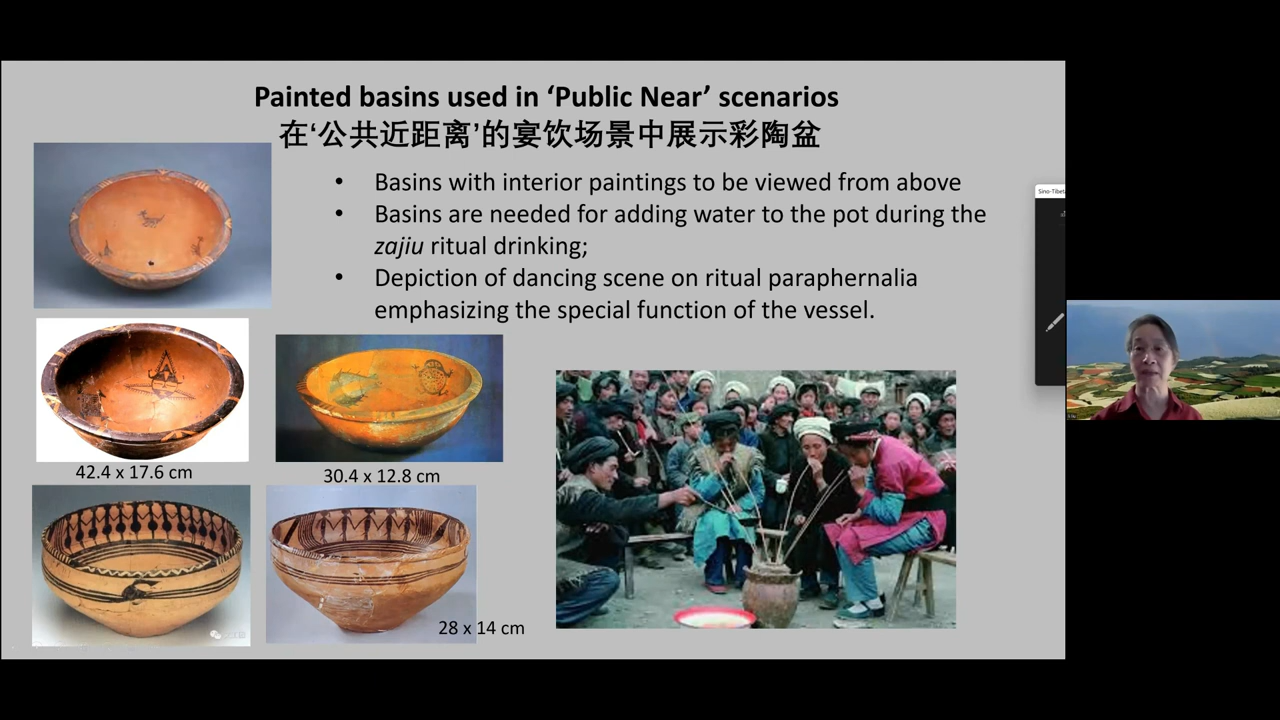 Painted basins used in ‘Public Near’ scenarios
在‘公共近距离’的宴饮场景中展示彩陶盆
• Basins with interior paintings to be viewed from above
• Basins are needed for adding water to the pot during the
zajiu ritual drinking;
• Depiction of dancing scene on ritual paraphernalia
emphasizing the special function of the vessel.
42.4 x 17.6 cm
30.4 x 12.8 cm
28 x 14 cm